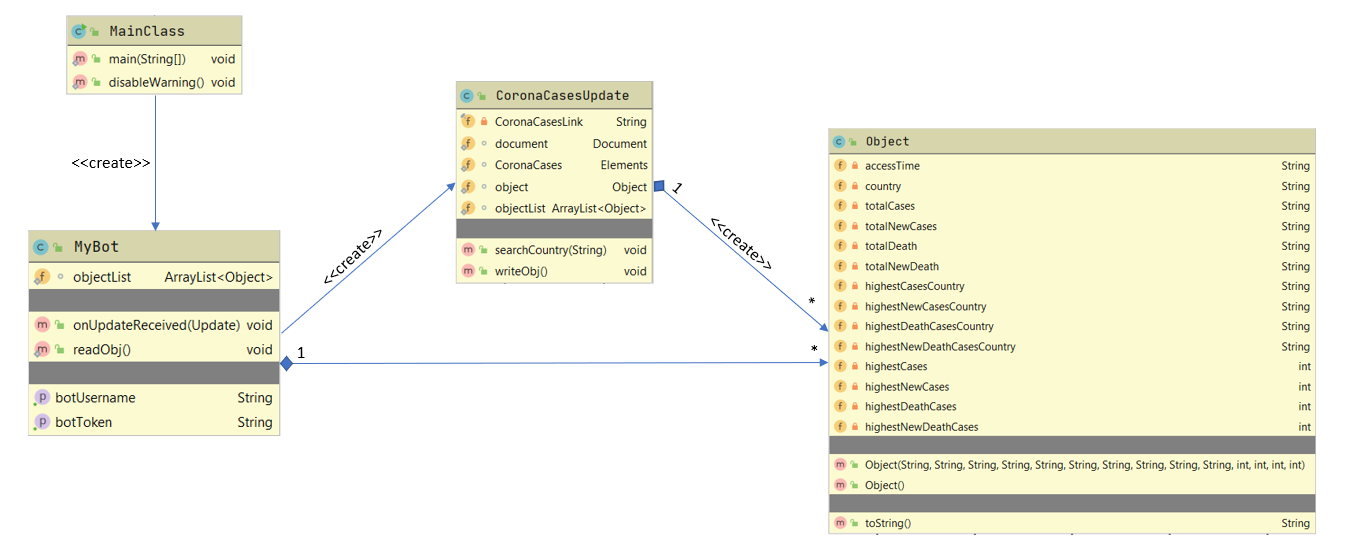 MainClass
main(String[]) void
disableWarning() void
<<create>>
MyBot
objectList ArrayList<Object>
onUpdateReceived(Update) void
readObj() void
botUsername String
botToken String
<<create>>
CoronaCasesUpdate
CoronaCasesLink String
document Document
CoronaCases Elements
object Object
objectList ArrayList<Object>
searchCountry(String) void
writeObj() void
1
<<create>>
*
1
*
Object
accessTime String
country String
totalCases String
totalNewCases String
totalDeath String
totalNewDeath String
highestCasesCountry String
highestNewCasesCountry String
highestDeathCasesCountry String
highestNewDeathCasesCountry String
highestCases int
highestNewCases int
highestDeathCases int
highestNewDeathCases int
Object(String, String, String, String, String, String, String, String, String, String, int, int, int, int)
Object()
toString() String